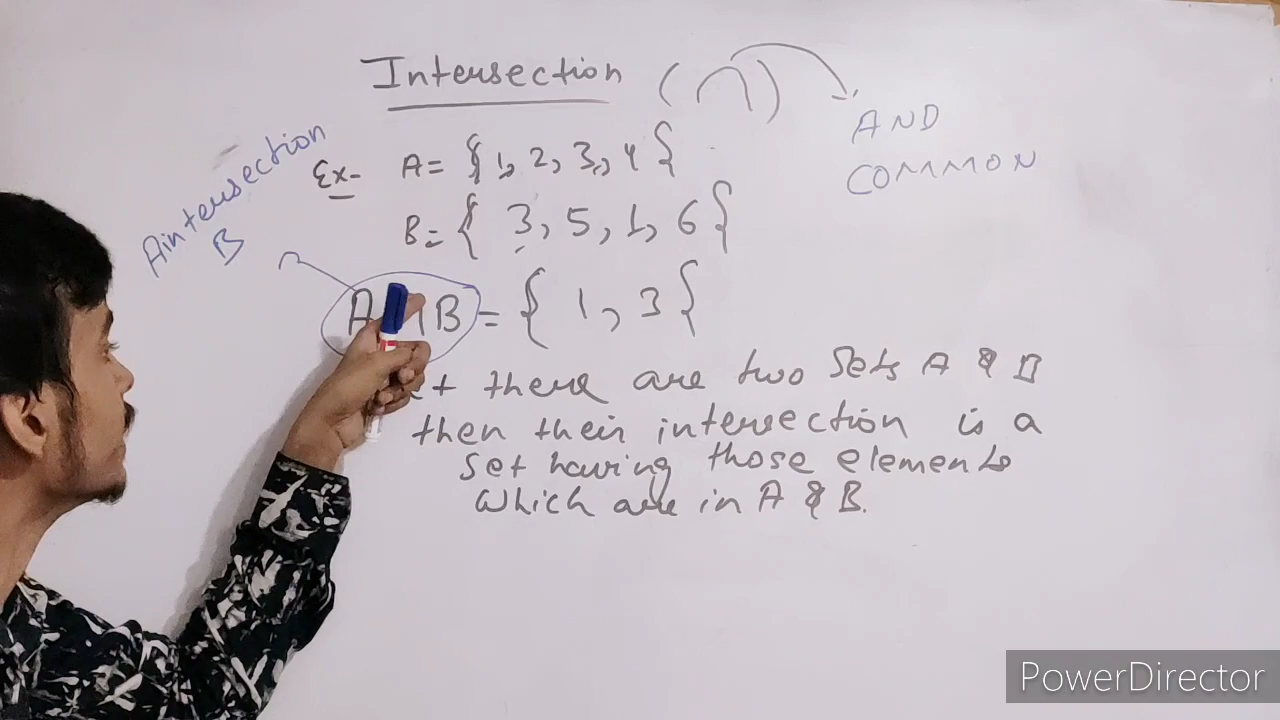 Intersection (∩)
AND
COMMON
Ex- A= {1, 2, 3, 4}
B= {3, 5, 1, 6}
A intersection
B
A B = {1, 3}
there are two sets A & B
then their intersection is a
set having those elements
which are in A & B.
PowerDirector